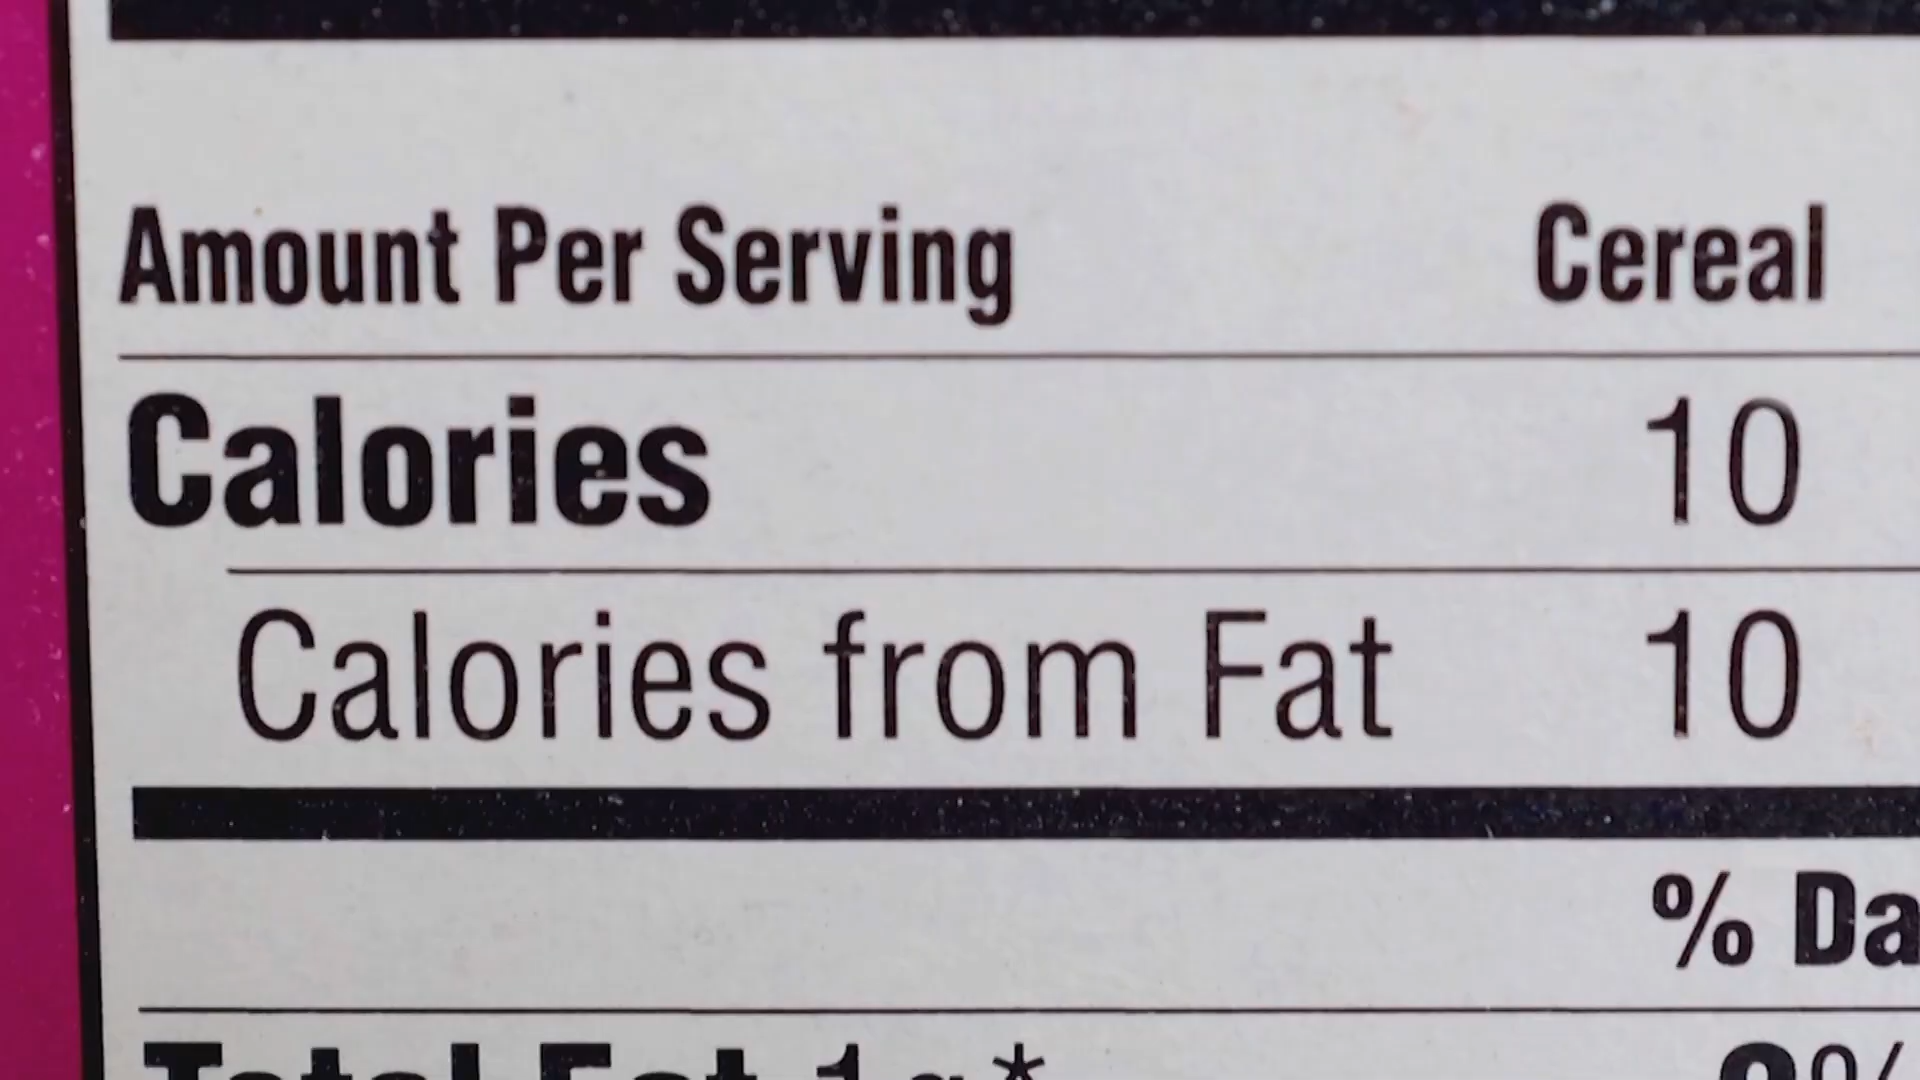 Amount Per Serving Cereal
Calories 10
Calories from Fat 10
% Da
Total Fat 1g*